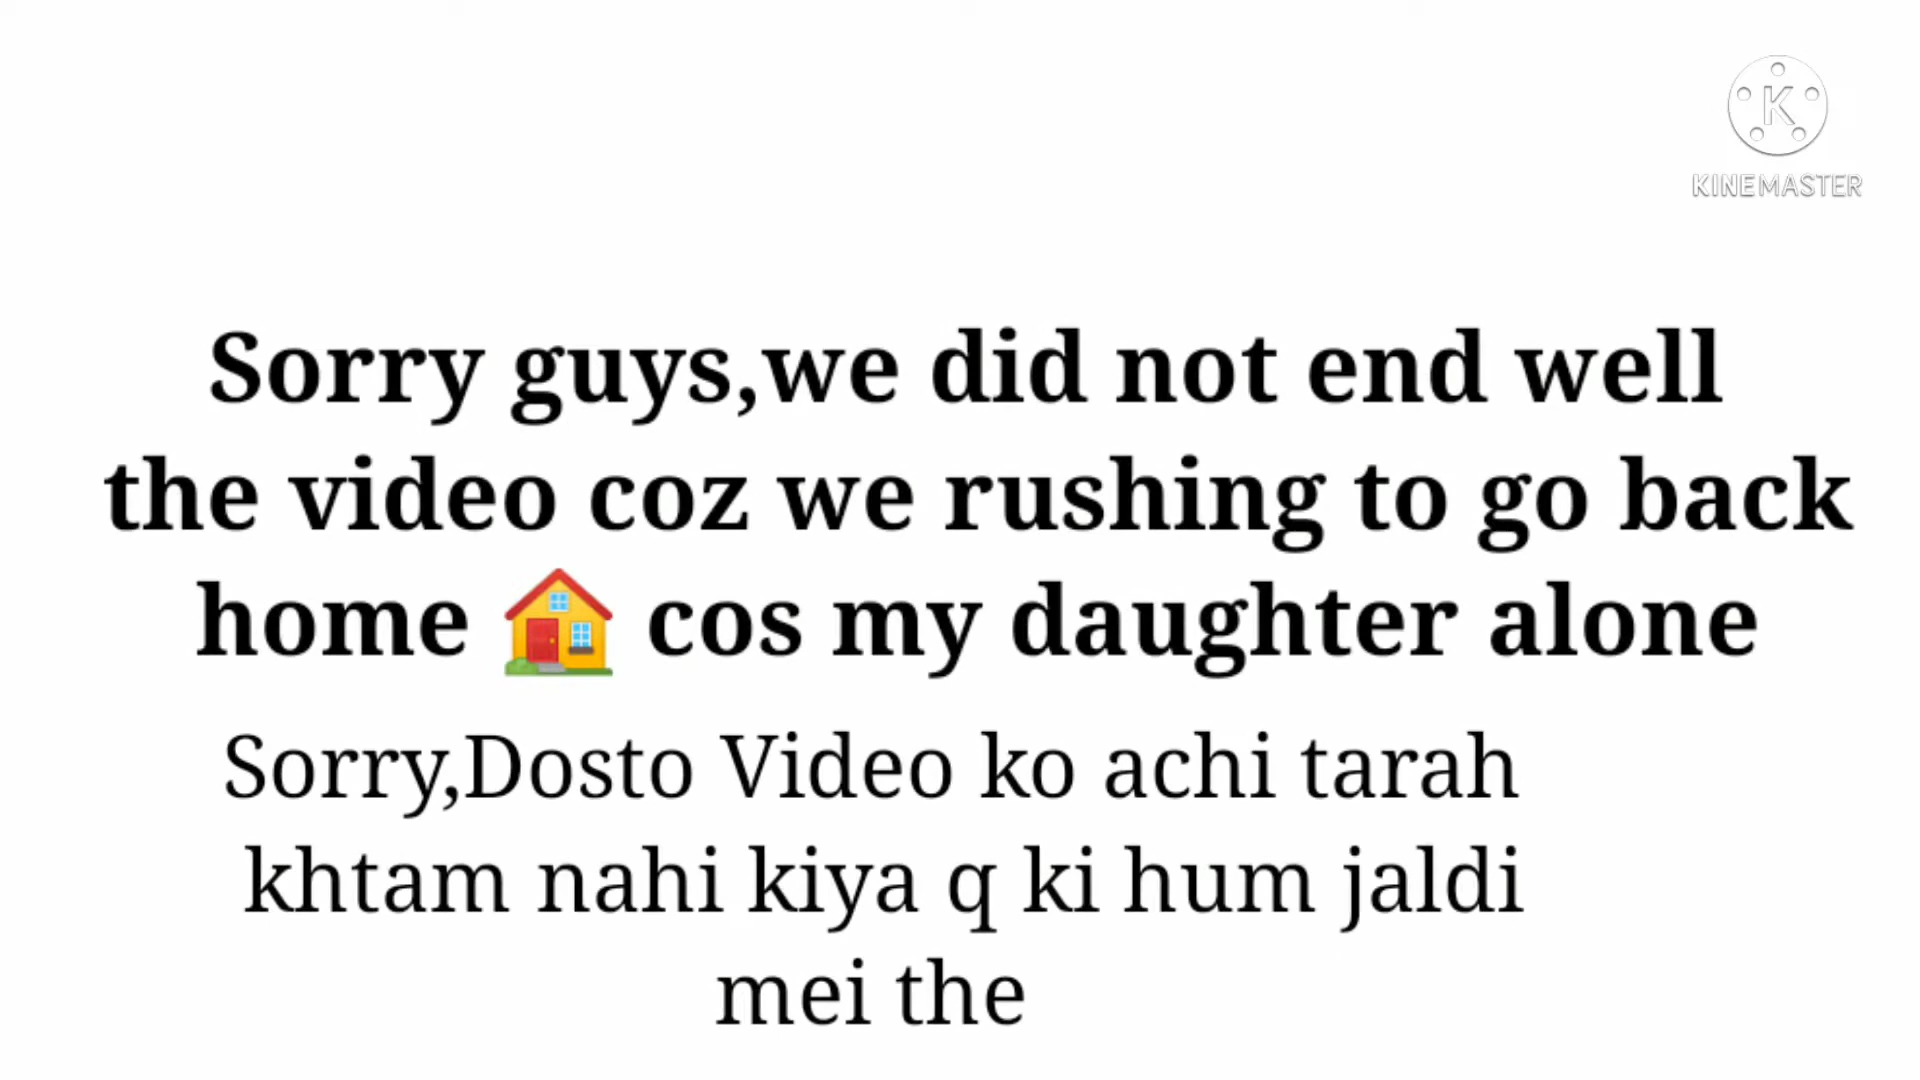 K
KINEMASTER
Sorry guys,we did not end well
the video coz we rushing to go back
home 🏠 cos my daughter alone
Sorry,Dosto Video ko achi tarah
khtam nahi kiya q ki hum jaldi
mei the